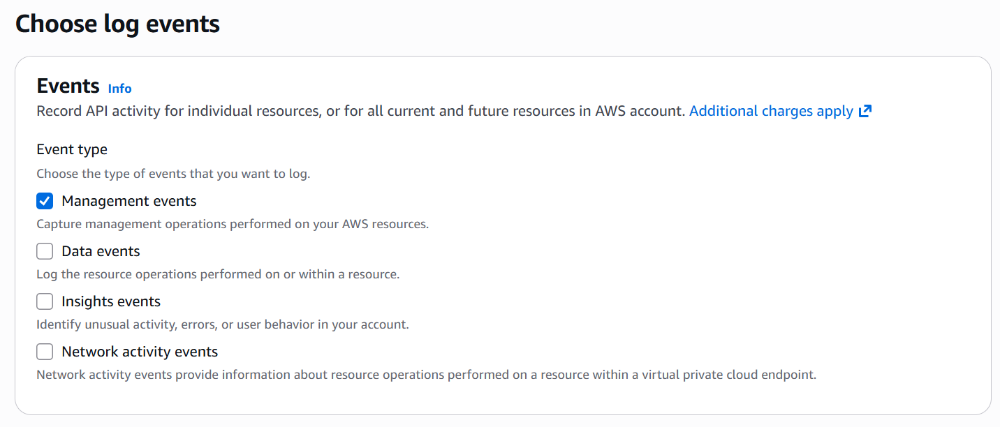 Choose log events
Events Info
Record API activity for individual resources, or for all current and future resources in AWS account. Additional charges apply
Event type
Choose the type of events that you want to log.
Management events
Capture management operations performed on your AWS resources.
Data events
Log the resource operations performed on or within a resource.
Insights events
Identify unusual activity, errors, or user behavior in your account.
Network activity events
Network activity events provide information about resource operations performed on a resource within a virtual private cloud endpoint.